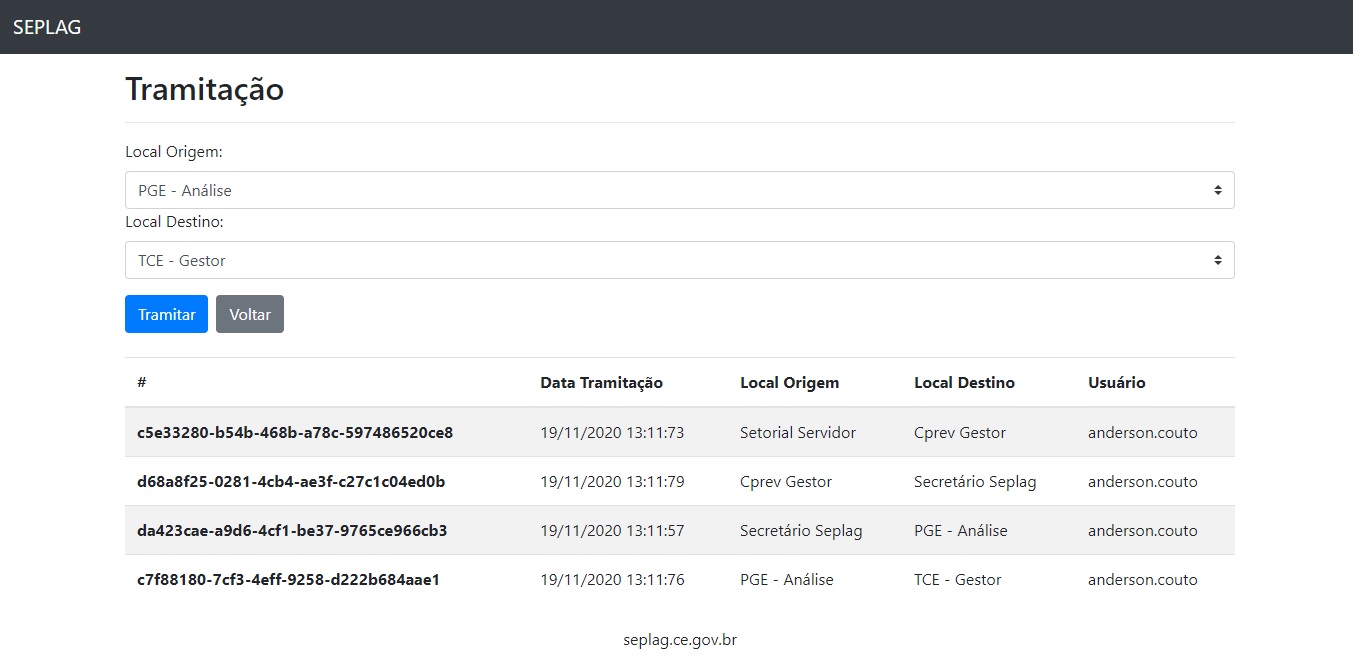 SEPLAG
Tramitação
Local Origem:
PGE - Análise
Local Destino:
TCE - Gestor
Tramitar Voltar
# Data Tramitação Local Origem Local Destino Usuário
c5e33280-b54b-468b-a78c-597486520ce8 19/11/2020 13:11:73 Setorial Servidor Cprev Gestor anderson.couto
d68a8f25-0281-4cb4-ae3f-c27c1c04ed0b 19/11/2020 13:11:79 Cprev Gestor Secretário Seplag anderson.couto
da423cae-a9d6-4cf1-be37-9765ce966cb3 19/11/2020 13:11:57 Secretário Seplag PGE - Análise anderson.couto
c7f88180-7cf3-4eff-9258-d222b684aae1 19/11/2020 13:11:76 PGE - Análise TCE - Gestor anderson.couto
seplag.ce.gov.br